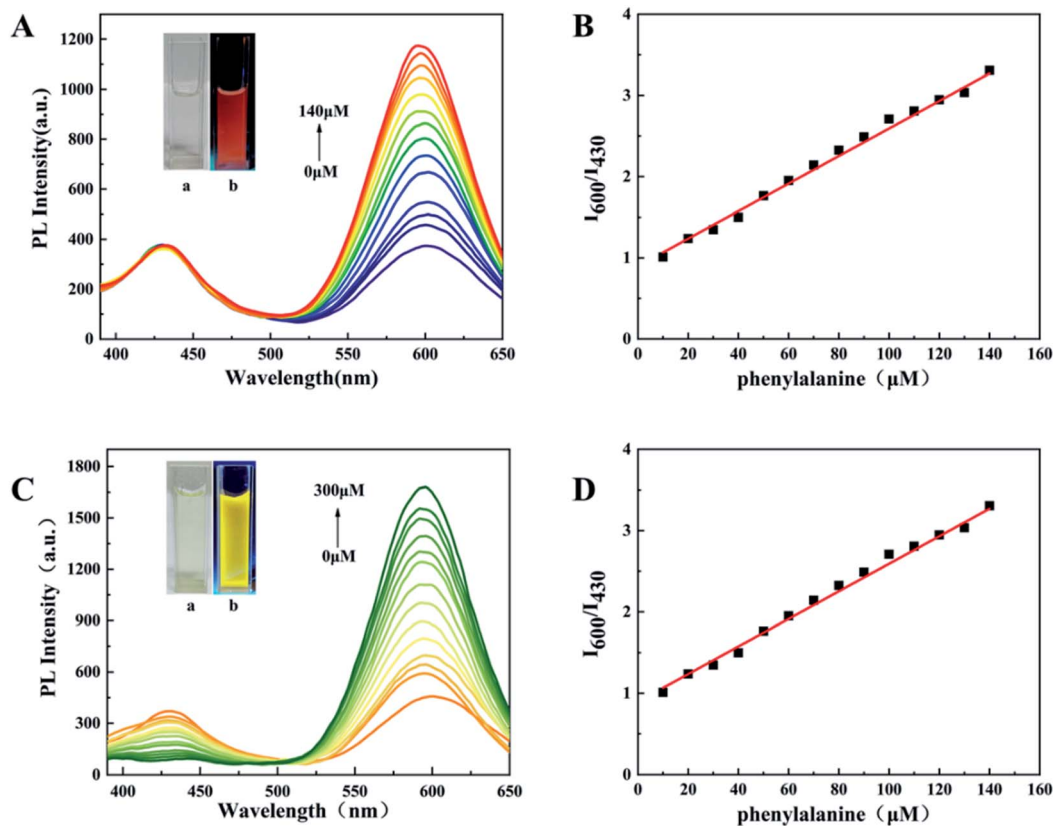 A
PL Intensity(a.u.)
1200
1000
800
600
400
200
0
a
b
140μM
0μM
400
450
500
550
600
650
Wavelength(nm)
B
I600/I430
4
3
2
1
0
20
40
60
80
100
120
140
160
phenylalanine（μM）
C
PL Intensity（a.u.）
1800
1500
1200
900
600
300
0
a
b
300μM
0μM
400
450
500
550
600
650
Wavelength（nm）
D
I600/I430
4
3
2
1
0
20
40
60
80
100
120
140
160
phenylalanine（μM）